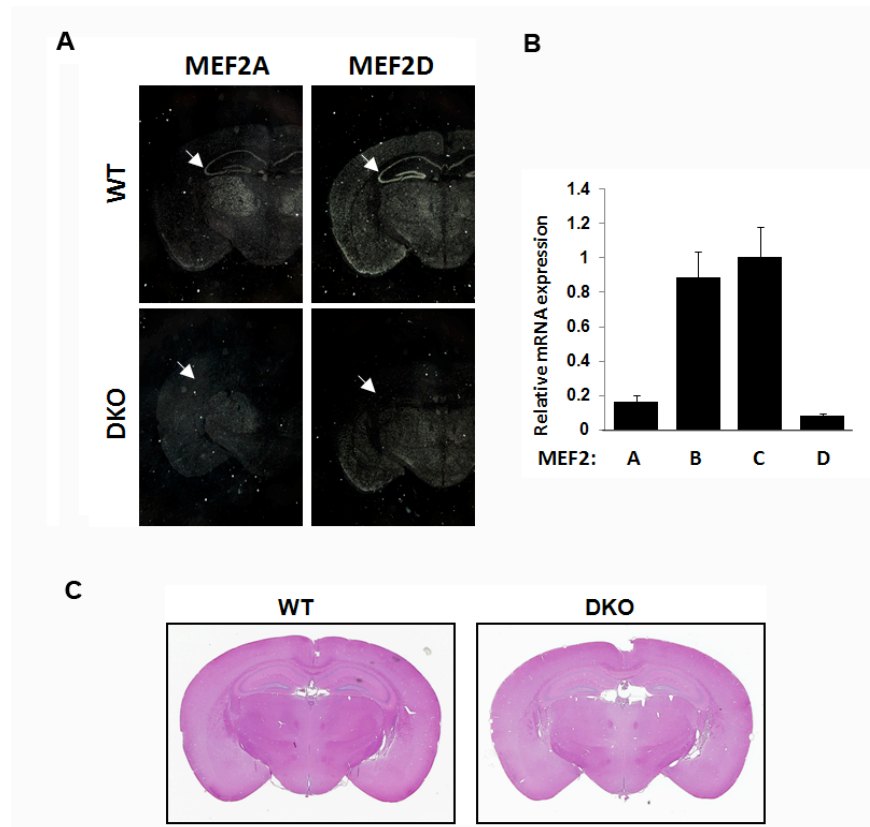 A
MEF2A MEF2D
WT
DKO
B
Relative mRNA expression
1.4
1.2
1
0.8
0.6
0.4
0.2
0
MEF2: A B C D
C
WT DKO